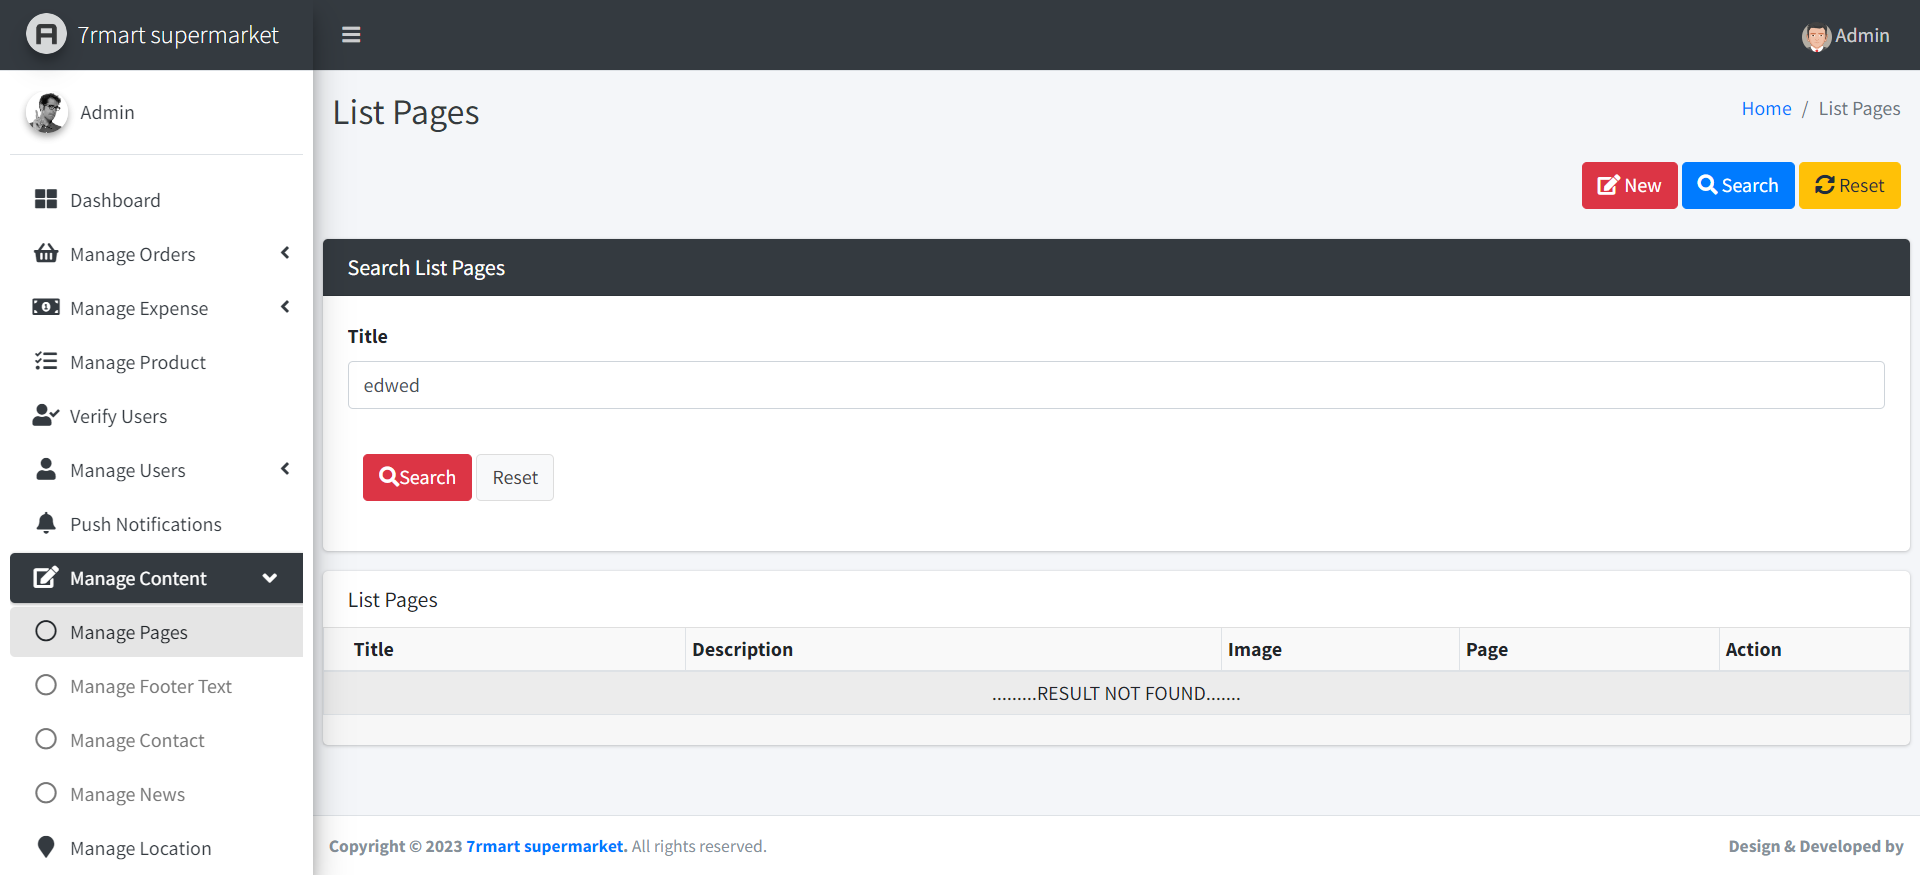 7rmart supermarket
Admin
Admin
Dashboard
Manage Orders
Manage Expense
Manage Product
Verify Users
Manage Users
Push Notifications
Manage Content
Manage Pages
Manage Footer Text
Manage Contact
Manage News
Manage Location
List Pages
Home / List Pages
New Search Reset
Search List Pages
Title
edwed
Search Reset
List Pages
Title Description Image Page Action
.........RESULT NOT FOUND.......
Copyright © 2023 7rmart supermarket. All rights reserved.
Design & Developed by